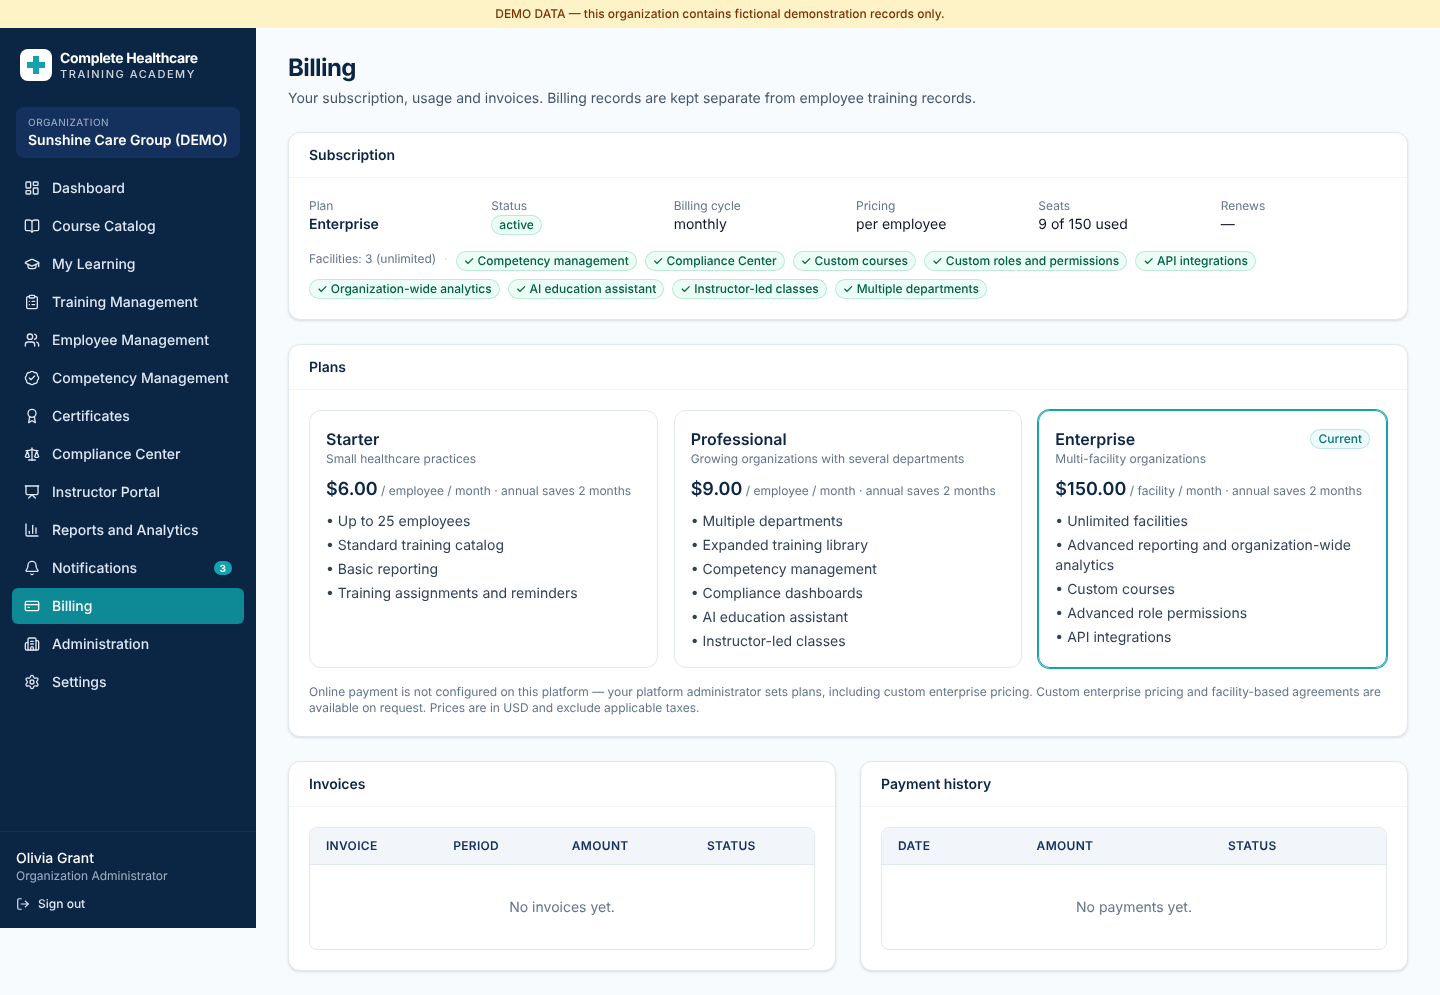 DEMO DATA — this organization contains fictional demonstration records only.
Complete Healthcare
TRAINING ACADEMY
ORGANIZATION
Sunshine Care Group (DEMO)
Dashboard
Course Catalog
My Learning
Training Management
Employee Management
Competency Management
Certificates
Compliance Center
Instructor Portal
Reports and Analytics
Notifications 3
Billing
Administration
Settings
Olivia Grant
Organization Administrator
Sign out
Billing
Your subscription, usage and invoices. Billing records are kept separate from employee training records.
Subscription
Plan Status Billing cycle Pricing Seats Renews
Enterprise active monthly per employee 9 of 150 used —
Facilities: 3 (unlimited) · ✓ Competency management ✓ Compliance Center ✓ Custom courses ✓ Custom roles and permissions ✓ API integrations
✓ Organization-wide analytics ✓ AI education assistant ✓ Instructor-led classes ✓ Multiple departments
Plans
Starter
Small healthcare practices
$6.00 / employee / month · annual saves 2 months
• Up to 25 employees
• Standard training catalog
• Basic reporting
• Training assignments and reminders
Professional
Growing organizations with several departments
$9.00 / employee / month · annual saves 2 months
• Multiple departments
• Expanded training library
• Competency management
• Compliance dashboards
• AI education assistant
• Instructor-led classes
Enterprise Current
Multi-facility organizations
$150.00 / facility / month · annual saves 2 months
• Unlimited facilities
• Advanced reporting and organization-wide
analytics
• Custom courses
• Advanced role permissions
• API integrations
Online payment is not configured on this platform — your platform administrator sets plans, including custom enterprise pricing. Custom enterprise pricing and facility-based agreements are
available on request. Prices are in USD and exclude applicable taxes.
Invoices
INVOICE PERIOD AMOUNT STATUS
No invoices yet.
Payment history
DATE AMOUNT STATUS
No payments yet.